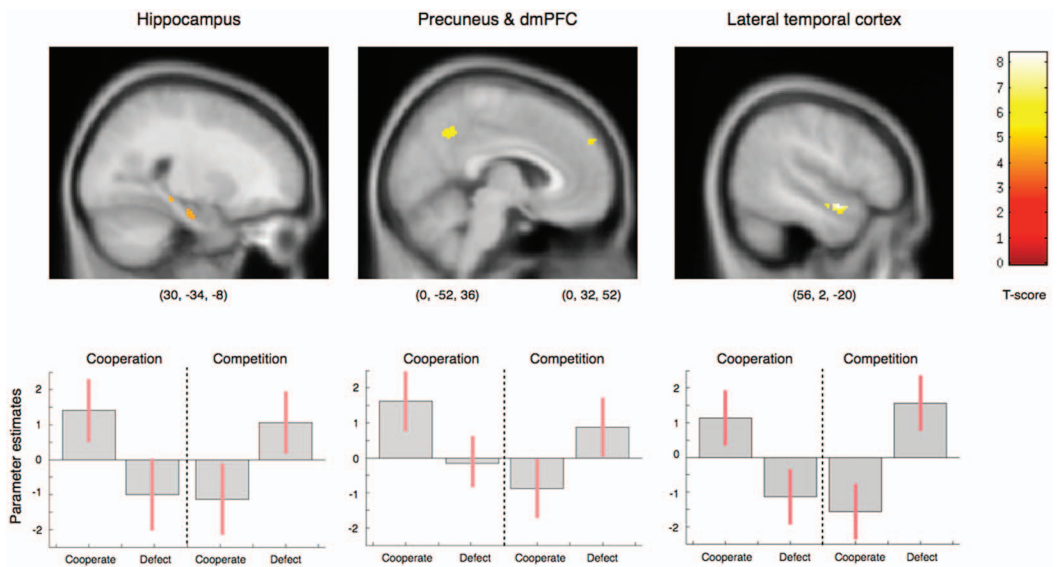 Hippocampus
Precuneus & dmPFC
Lateral temporal cortex
8
7
6
5
4
3
2
1
0
T-score
(30, -34, -8)
(0, -52, 36)
(0, 32, 52)
(56, 2, -20)
Parameter estimates
Cooperation
Competition
2
1
0
-1
-2
Cooperate
Defect
Cooperate
Defect
Cooperation
Competition
2
1
0
-1
-2
Cooperate
Defect
Cooperate
Defect
Cooperation
Competition
2
1
0
-1
-2
Cooperate
Defect
Cooperate
Defect